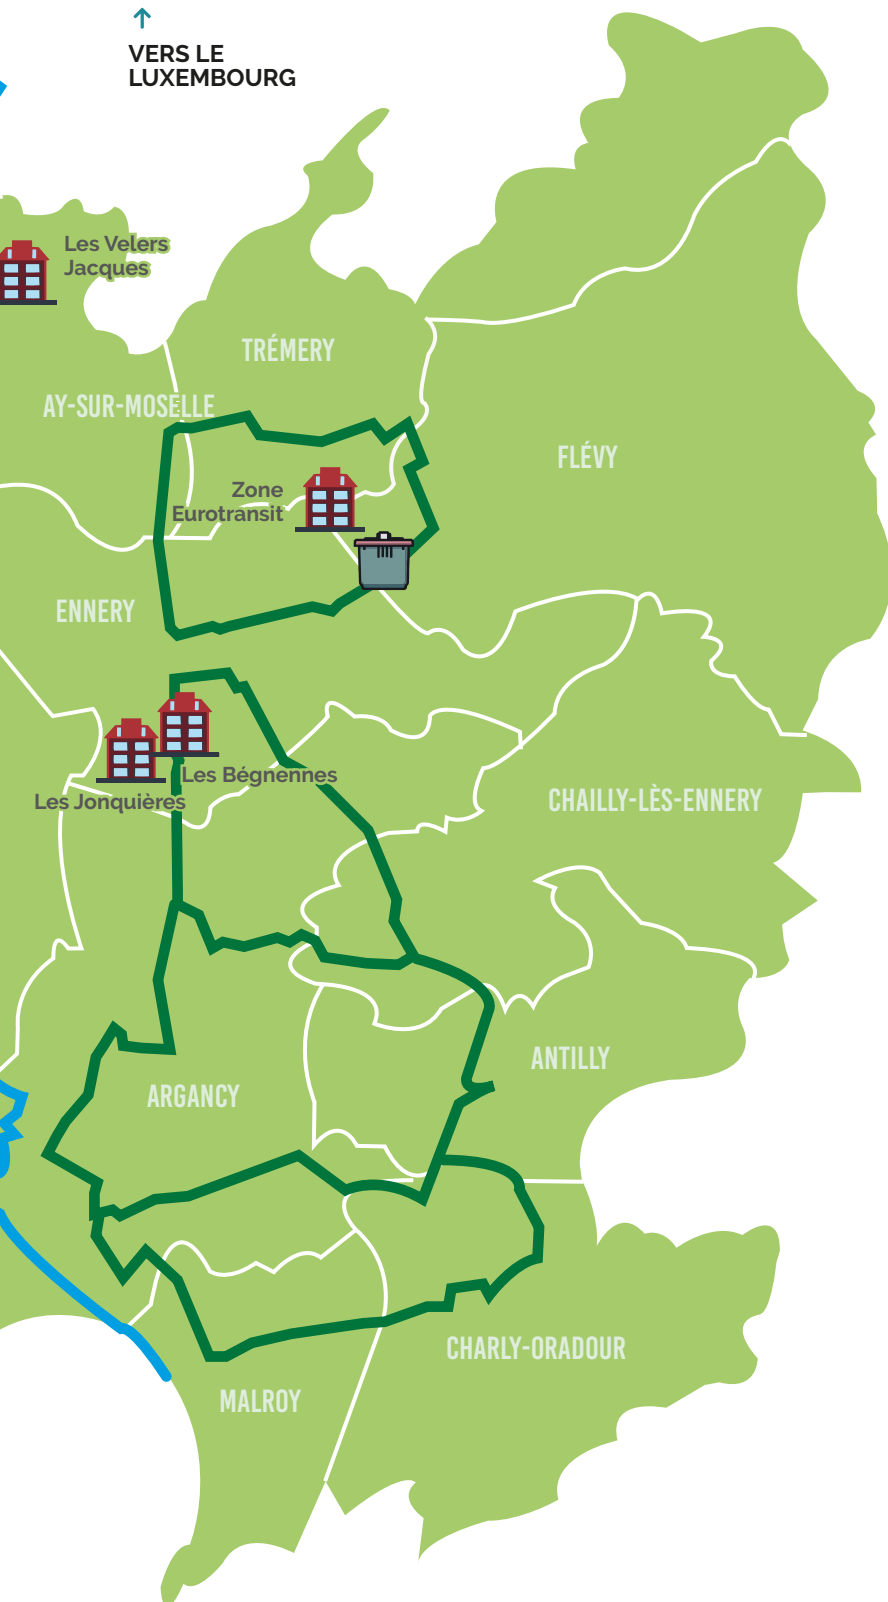 VERS LE
LUXEMBOURG
Les Velers
Jacques
TRÉMERY
AY-SUR-MOSELLE
FLÉVY
Zone
Eurotransit
ENNERY
Les Bégnennes
Les Jonquières
CHAILLY-LÈS-ENNERY
ANTILLY
ARGANCY
CHARLY-ORADOUR
MALROY